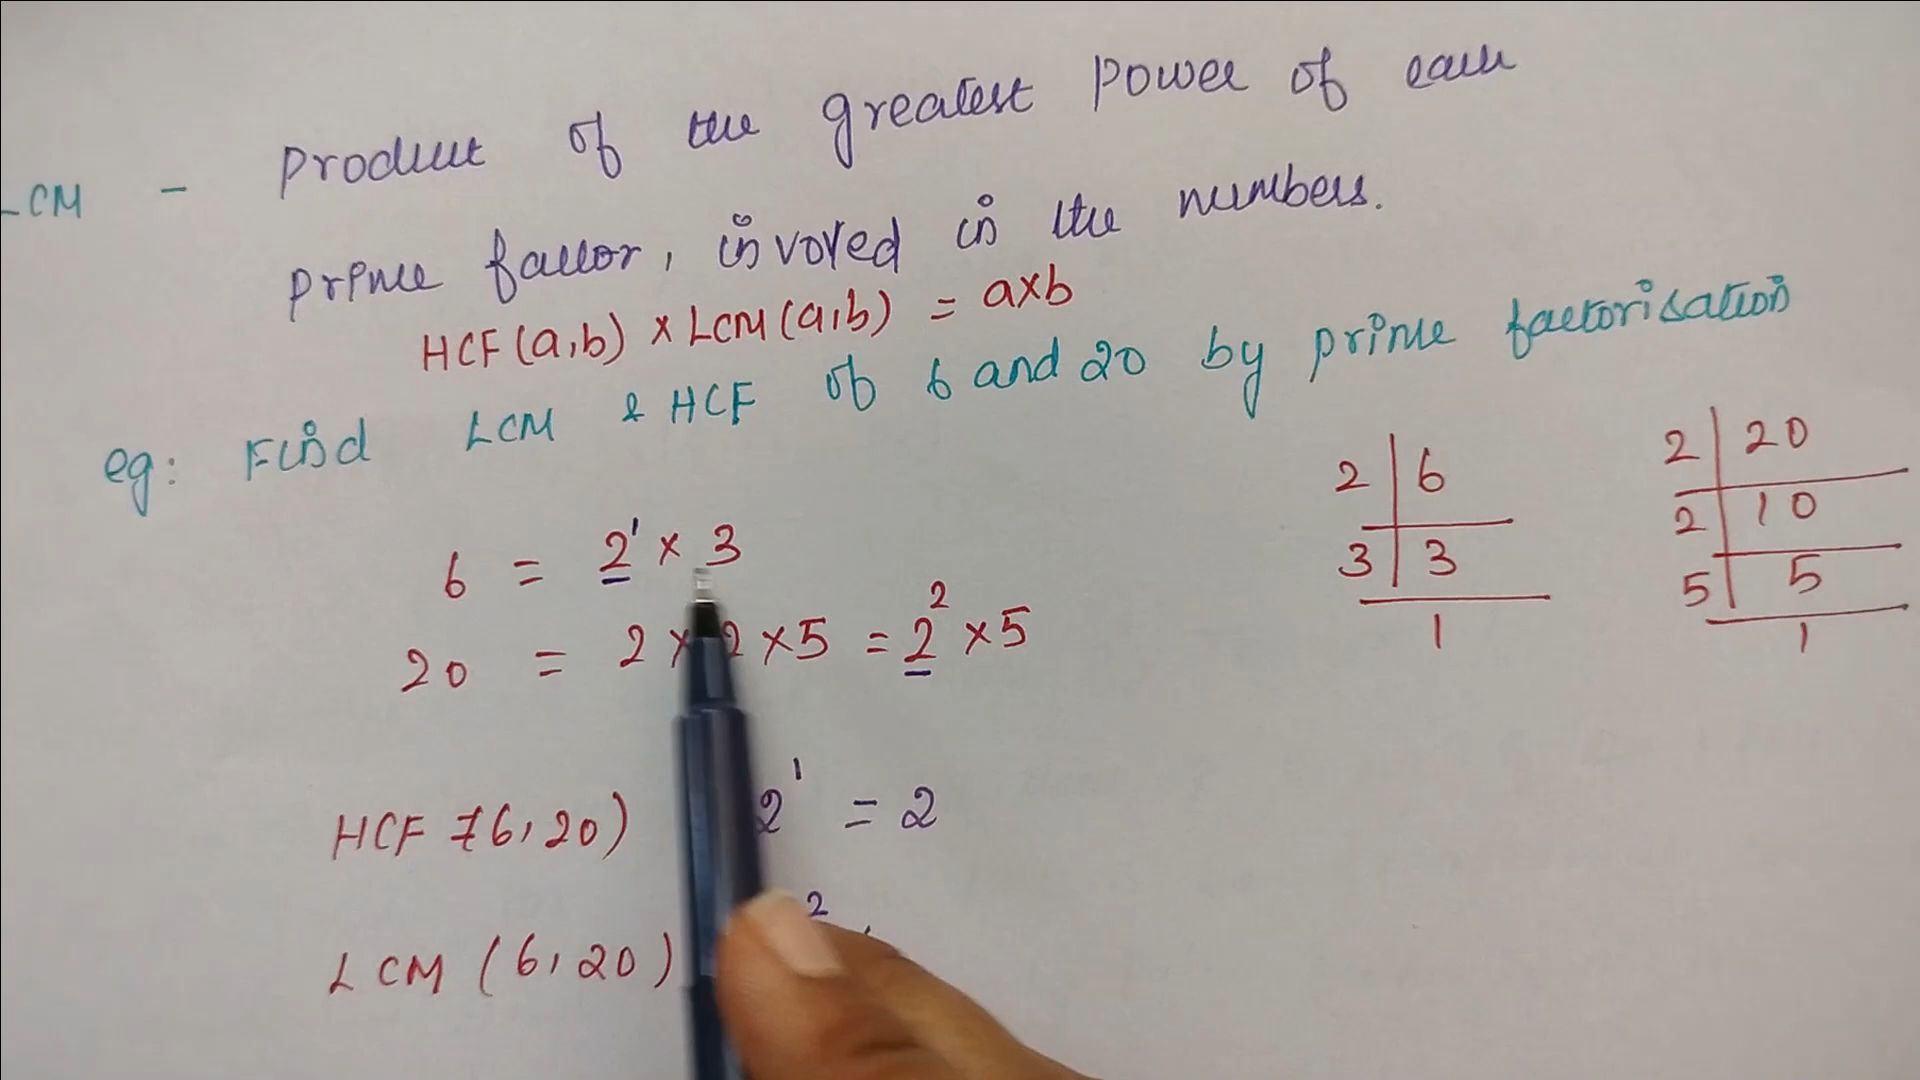 LCM - Product of the greatest power of each
prime factor, invoved in the numbers.
HCF(a,b) × LCM(a,b) = a×b
eg: Find LCM & HCF of 6 and 20 by prime factorisation
6 = 2¹ × 3
20 = 2 × 2 × 5 = 2² × 5
2 | 6
3 | 3
1
2 | 20
2 | 10
5 | 5
1
HCF (6,20) 2¹ = 2
LCM (6,20) 2